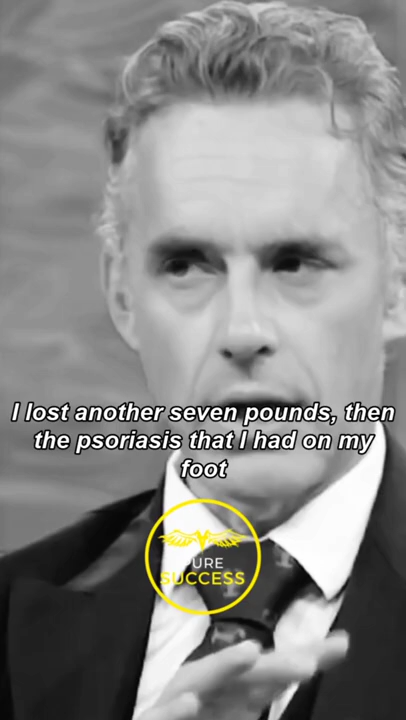 I lost another seven pounds, then
the psoriasis that I had on my
foot
URE
SUCCESS